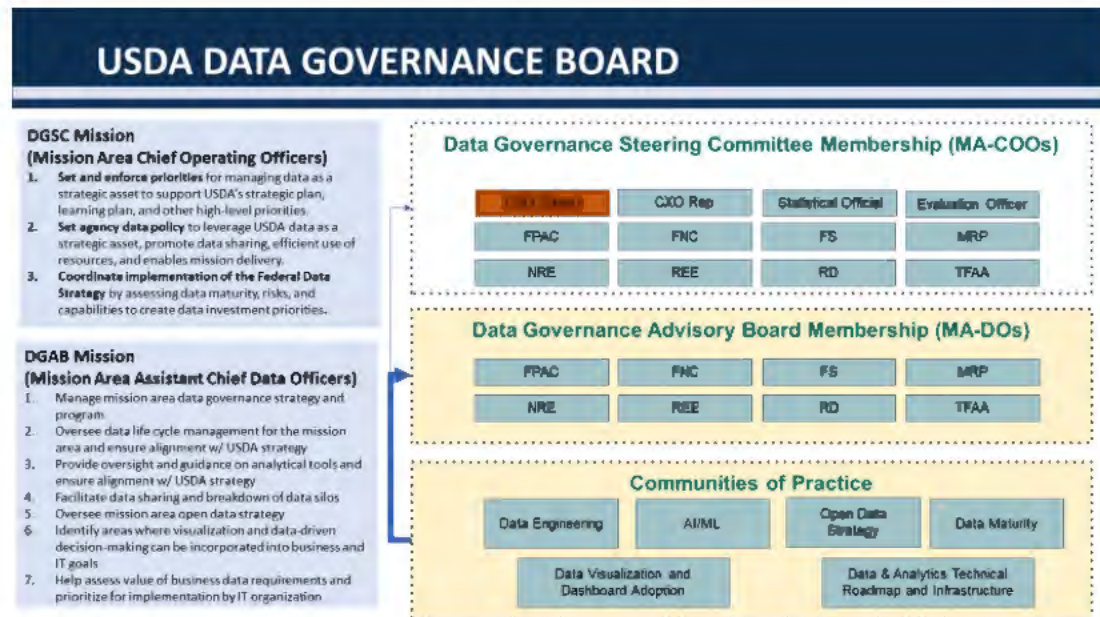 USDA DATA GOVERNANCE BOARD
DGSC Mission
(Mission Area Chief Operating Officers)
1. Set and enforce priorities for managing data as a
strategic asset to support USDA's strategic plan,
learning plan, and other high-level priorities.
2. Set agency data policy to leverage USDA data as a
strategic asset, promote data sharing, efficient use of
resources, and enables mission delivery.
3. Coordinate implementation of the Federal Data
Strategy by assessing data maturity, risks, and
capabilities to create data investment priorities.
DGAB Mission
(Mission Area Assistant Chief Data Officers)
1. Manage mission area data governance strategy and
program
2. Oversee data life cycle management for the mission
area and ensure alignment w/ USDA strategy
3. Provide oversight and guidance on analytical tools and
ensure alignment w/ USDA strategy
4. Facilitate data sharing and breakdown of data silos
5. Oversee mission area open data strategy
6. Identify areas where visualization and data-driven
decision-making can be incorporated into business and
IT goals
7. Help assess value of business data requirements and
prioritize for implementation by IT organization
Data Governance Steering Committee Membership (MA-COOs)
CXO Rep
Statistical Official
Evaluation Officer
FPAC
FNC
FS
MRP
NRE
REE
RD
TFAA
Data Governance Advisory Board Membership (MA-DOs)
FPAC
FNC
FS
MRP
NRE
REE
RD
TFAA
Communities of Practice
Data Engineering
AI/ML
Open Data
Strategy
Data Maturity
Data Visualization and
Dashboard Adoption
Data & Analytics Technical
Roadmap and Infrastructure